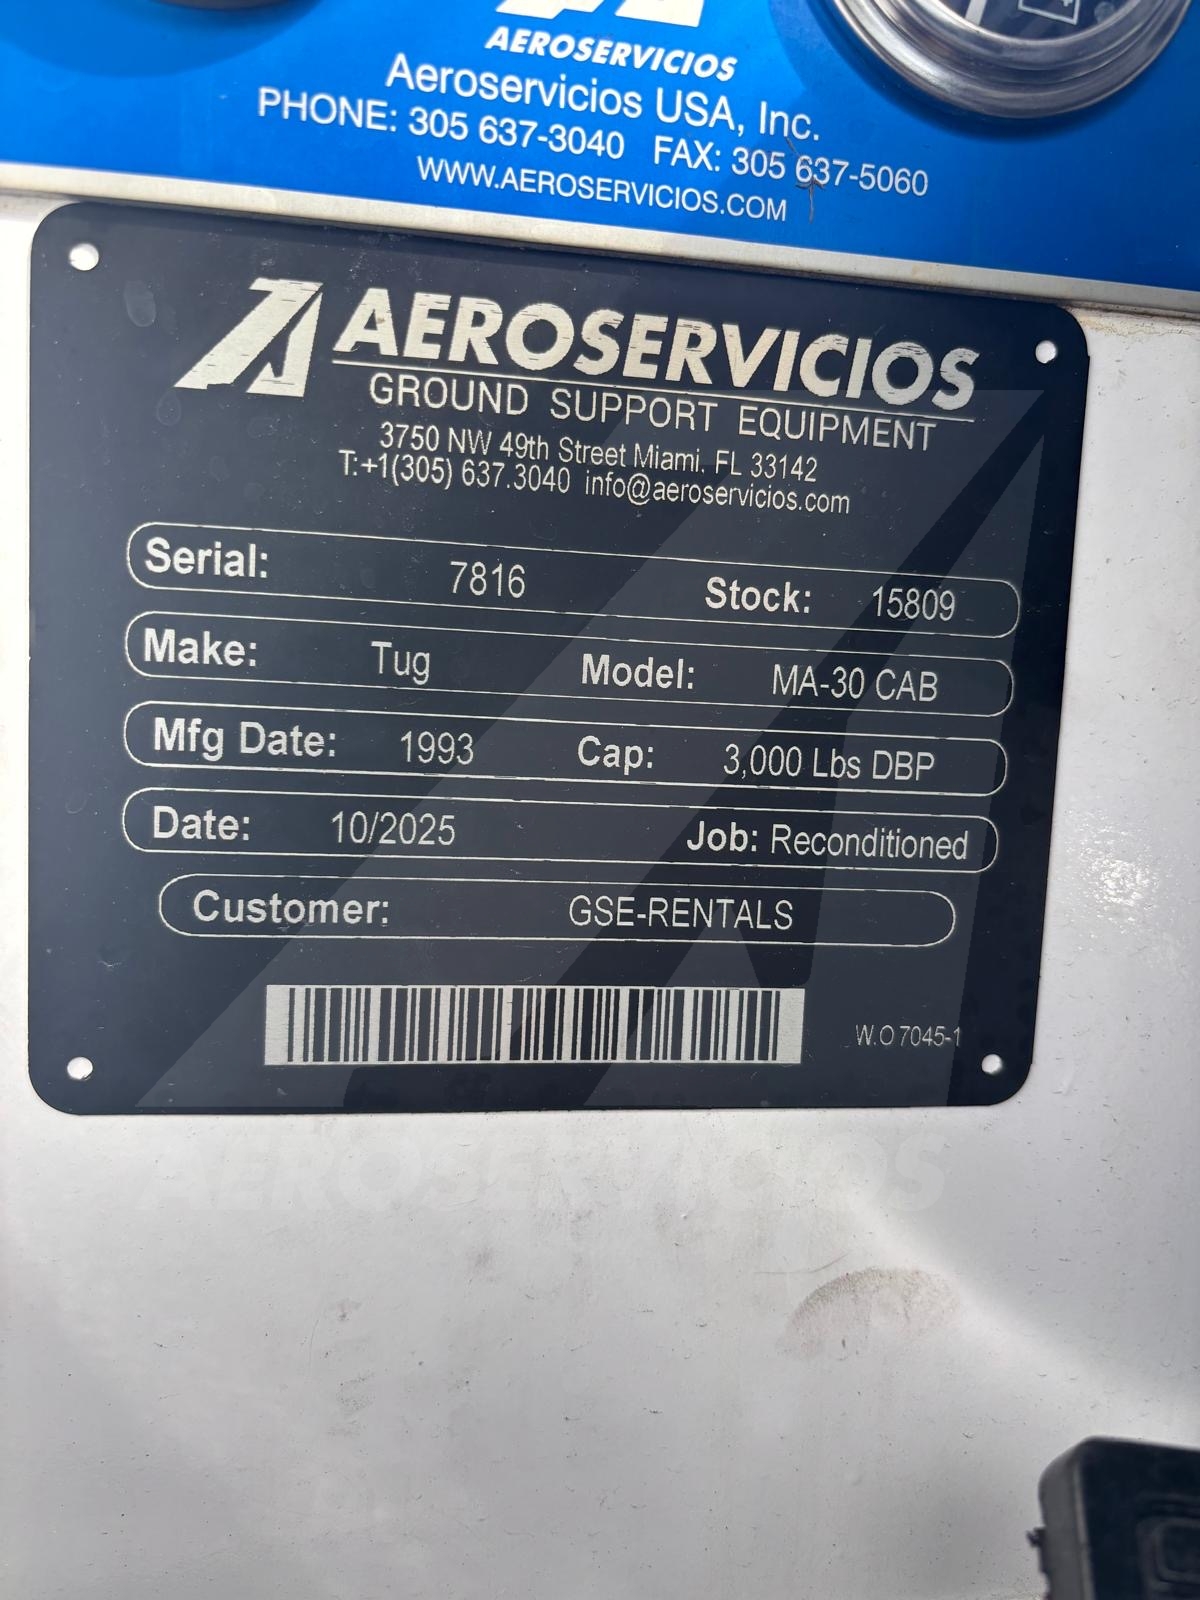 AEROSERVICIOS
Aeroservicios USA, Inc.
PHONE: 305 637-3040 FAX: 305 637-5060
WWW.AEROSERVICIOS.COM
AEROSERVICIOS
GROUND SUPPORT EQUIPMENT
3750 NW 49th Street Miami, FL 33142
T:+1(305) 637.3040 info@aeroservicios.com
Serial: 7816 Stock: 15809
Make: Tug Model: MA-30 CAB
Mfg Date: 1993 Cap: 3,000 Lbs DBP
Date: 10/2025 Job: Reconditioned
Customer: GSE-RENTALS
W.O 7045-1
AEROSERVICIOS